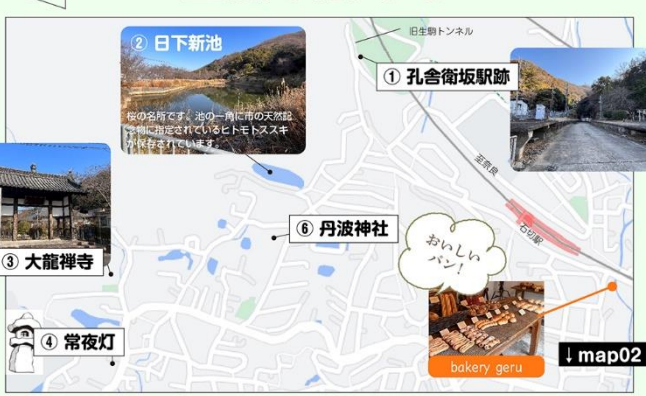 旧生駒トンネル
② 日下新池
① 孔舎衛坂駅跡
桜の名所です。池の一角に市の天然記
念物に指定されているヒトモトススキ
が保存されています。
至奈良
石切駅
⑥ 丹波神社
③ 大龍禅寺
おいしい
パン！
④ 常夜灯
bakery geru
↓map02